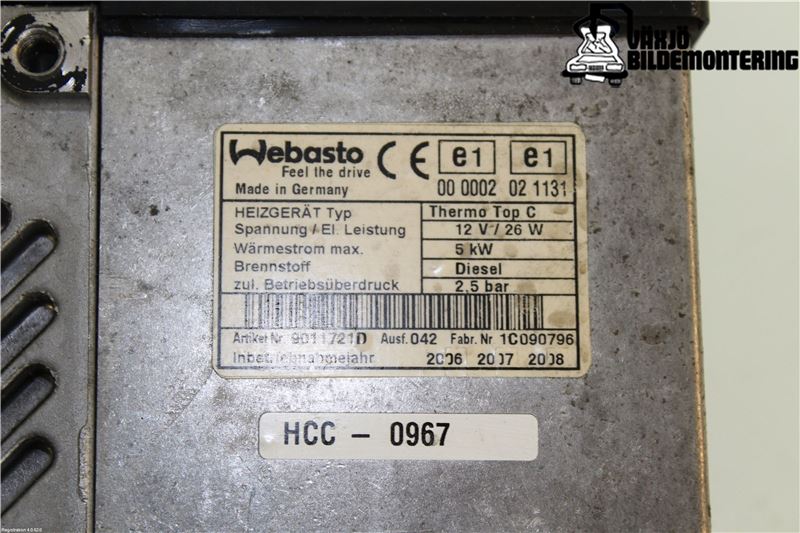 VÄXJÖ
BILDEMONTERING
Webasto CE e1 e1
Feel the drive
Made in Germany 00 0002 02 1131
HEIZGERÄT Typ Thermo Top C
Spannung / El. Leistung 12 V / 26 W
Wärmestrom max. 5 kW
Brennstoff Diesel
zul. Betriebsüberdruck 2,5 bar
Artikel Nr. 9011721D Ausf. 042 Fabr. Nr 1C090796
Inbetriebnahmejahr 2006 2007 2008
HCC - 0967